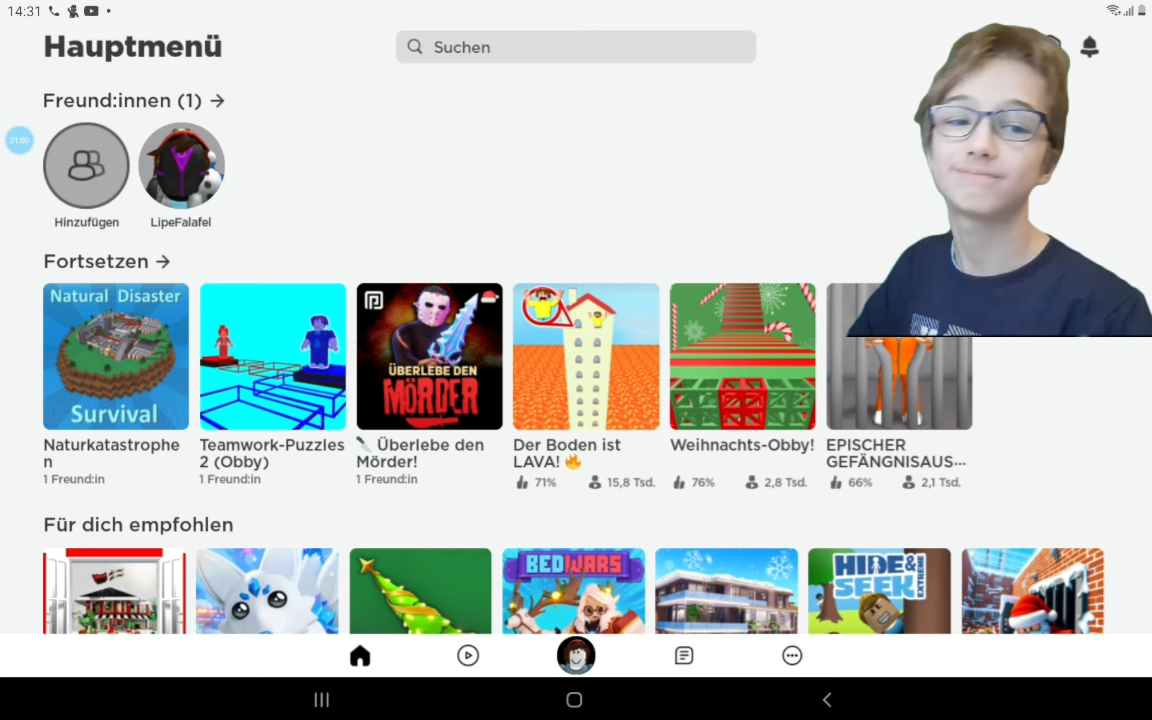 14:31
Hauptmenü
Suchen
Freund:innen (1) →
21:00
Hinzufügen
LipeFalafel
Fortsetzen →
Natural Disaster
Survival
ÜBERLEBE DEN
MÖRDER
Naturkatastrophe
n
1 Freund:in
Teamwork-Puzzles
2 (Obby)
1 Freund:in
🔪 Überlebe den
Mörder!
1 Freund:in
Der Boden ist
LAVA! 🔥
71% 15,8 Tsd.
Weihnachts-Obby!
76% 2,8 Tsd.
EPISCHER
GEFÄNGNISAUS...
66% 2,1 Tsd.
Für dich empfohlen
BEDWARS
HIDE &
SEEK
EXTREME